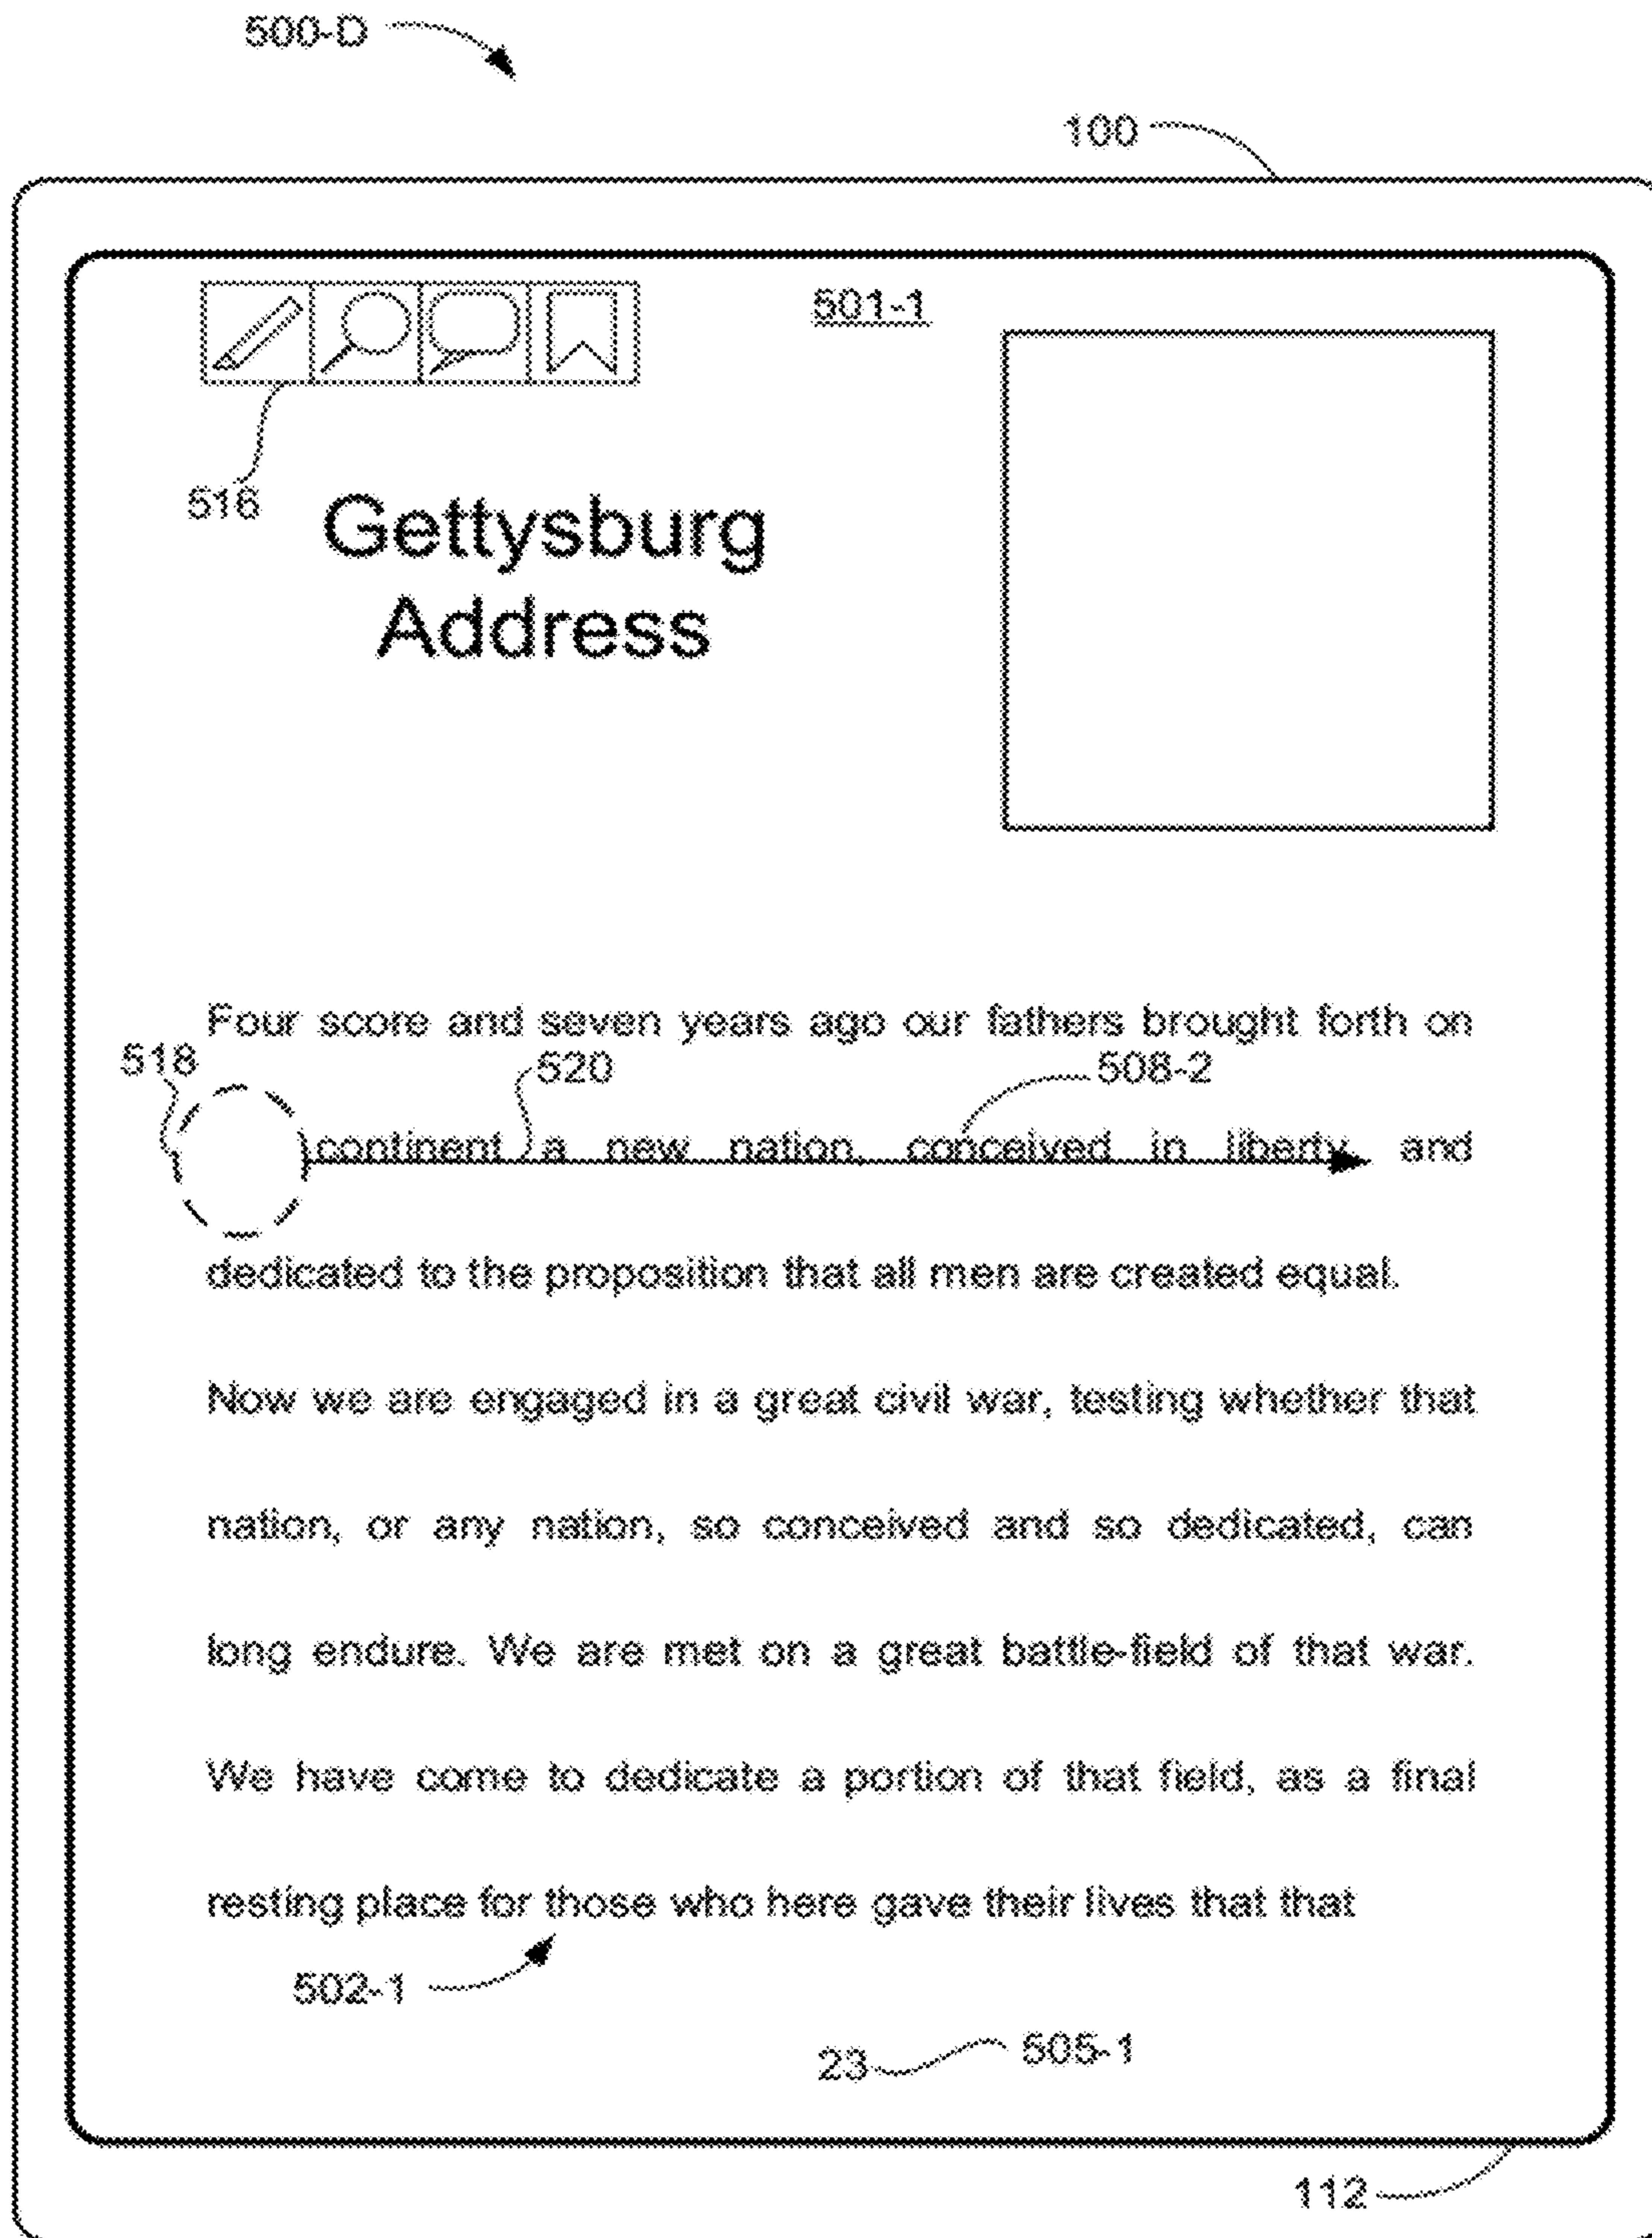 500-D
100
501-1
516
Gettysburg
Address
Four score and seven years ago our fathers brought forth on
518
520
508-2
continent a new nation, conceived in liberty and
dedicated to the proposition that all men are created equal.
Now we are engaged in a great civil war, testing whether that
nation, or any nation, so conceived and so dedicated, can
long endure. We are met on a great battle-field of that war.
We have come to dedicate a portion of that field, as a final
resting place for those who here gave their lives that that
502-1
23
505-1
112